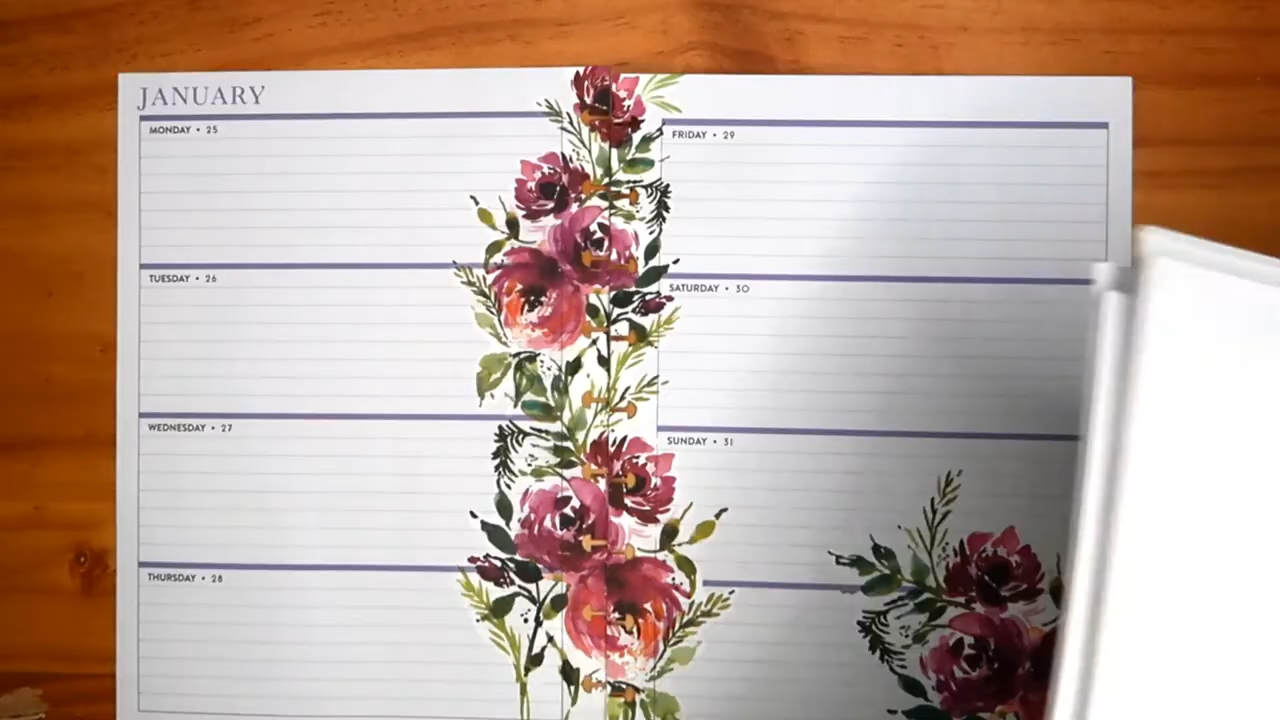 JANUARY
MONDAY • 25
TUESDAY • 26
WEDNESDAY • 27
THURSDAY • 28
FRIDAY • 29
SATURDAY • 30
SUNDAY • 31